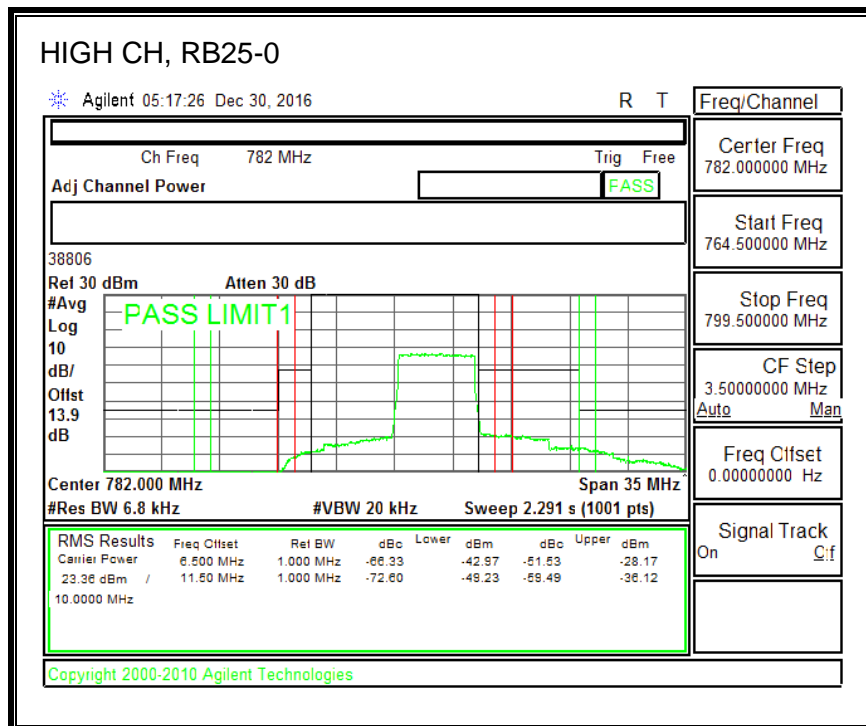 HIGH CH, RB25-0
Agilent 05:17:26 Dec 30, 2016 R T
Freq/Channel
Ch Freq 782 MHz Trig Free
Adj Channel Power PASS
Center Freq
782.000000 MHz
Start Freq
764.500000 MHz
Stop Freq
799.500000 MHz
CF Step
3.50000000 MHz
Auto Man
Freq Offset
0.00000000 Hz
Signal Track
On Off
38806
Ref 30 dBm Atten 30 dB
#Avg
Log
10
dB/
Offst
13.9
dB
PASS LIMIT1
Center 782.000 MHz Span 35 MHz
#Res BW 6.8 kHz #VBW 20 kHz Sweep 2.291 s (1001 pts)
RMS Results Freq Offset Ref BW dBc Lower dBm dBc Upper dBm
Carrier Power 6.500 MHz 1.000 MHz -66.33 -42.97 -51.53 -28.17
23.36 dBm / 11.50 MHz 1.000 MHz -72.60 -49.23 -59.49 -36.12
10.0000 MHz
Copyright 2000-2010 Agilent Technologies